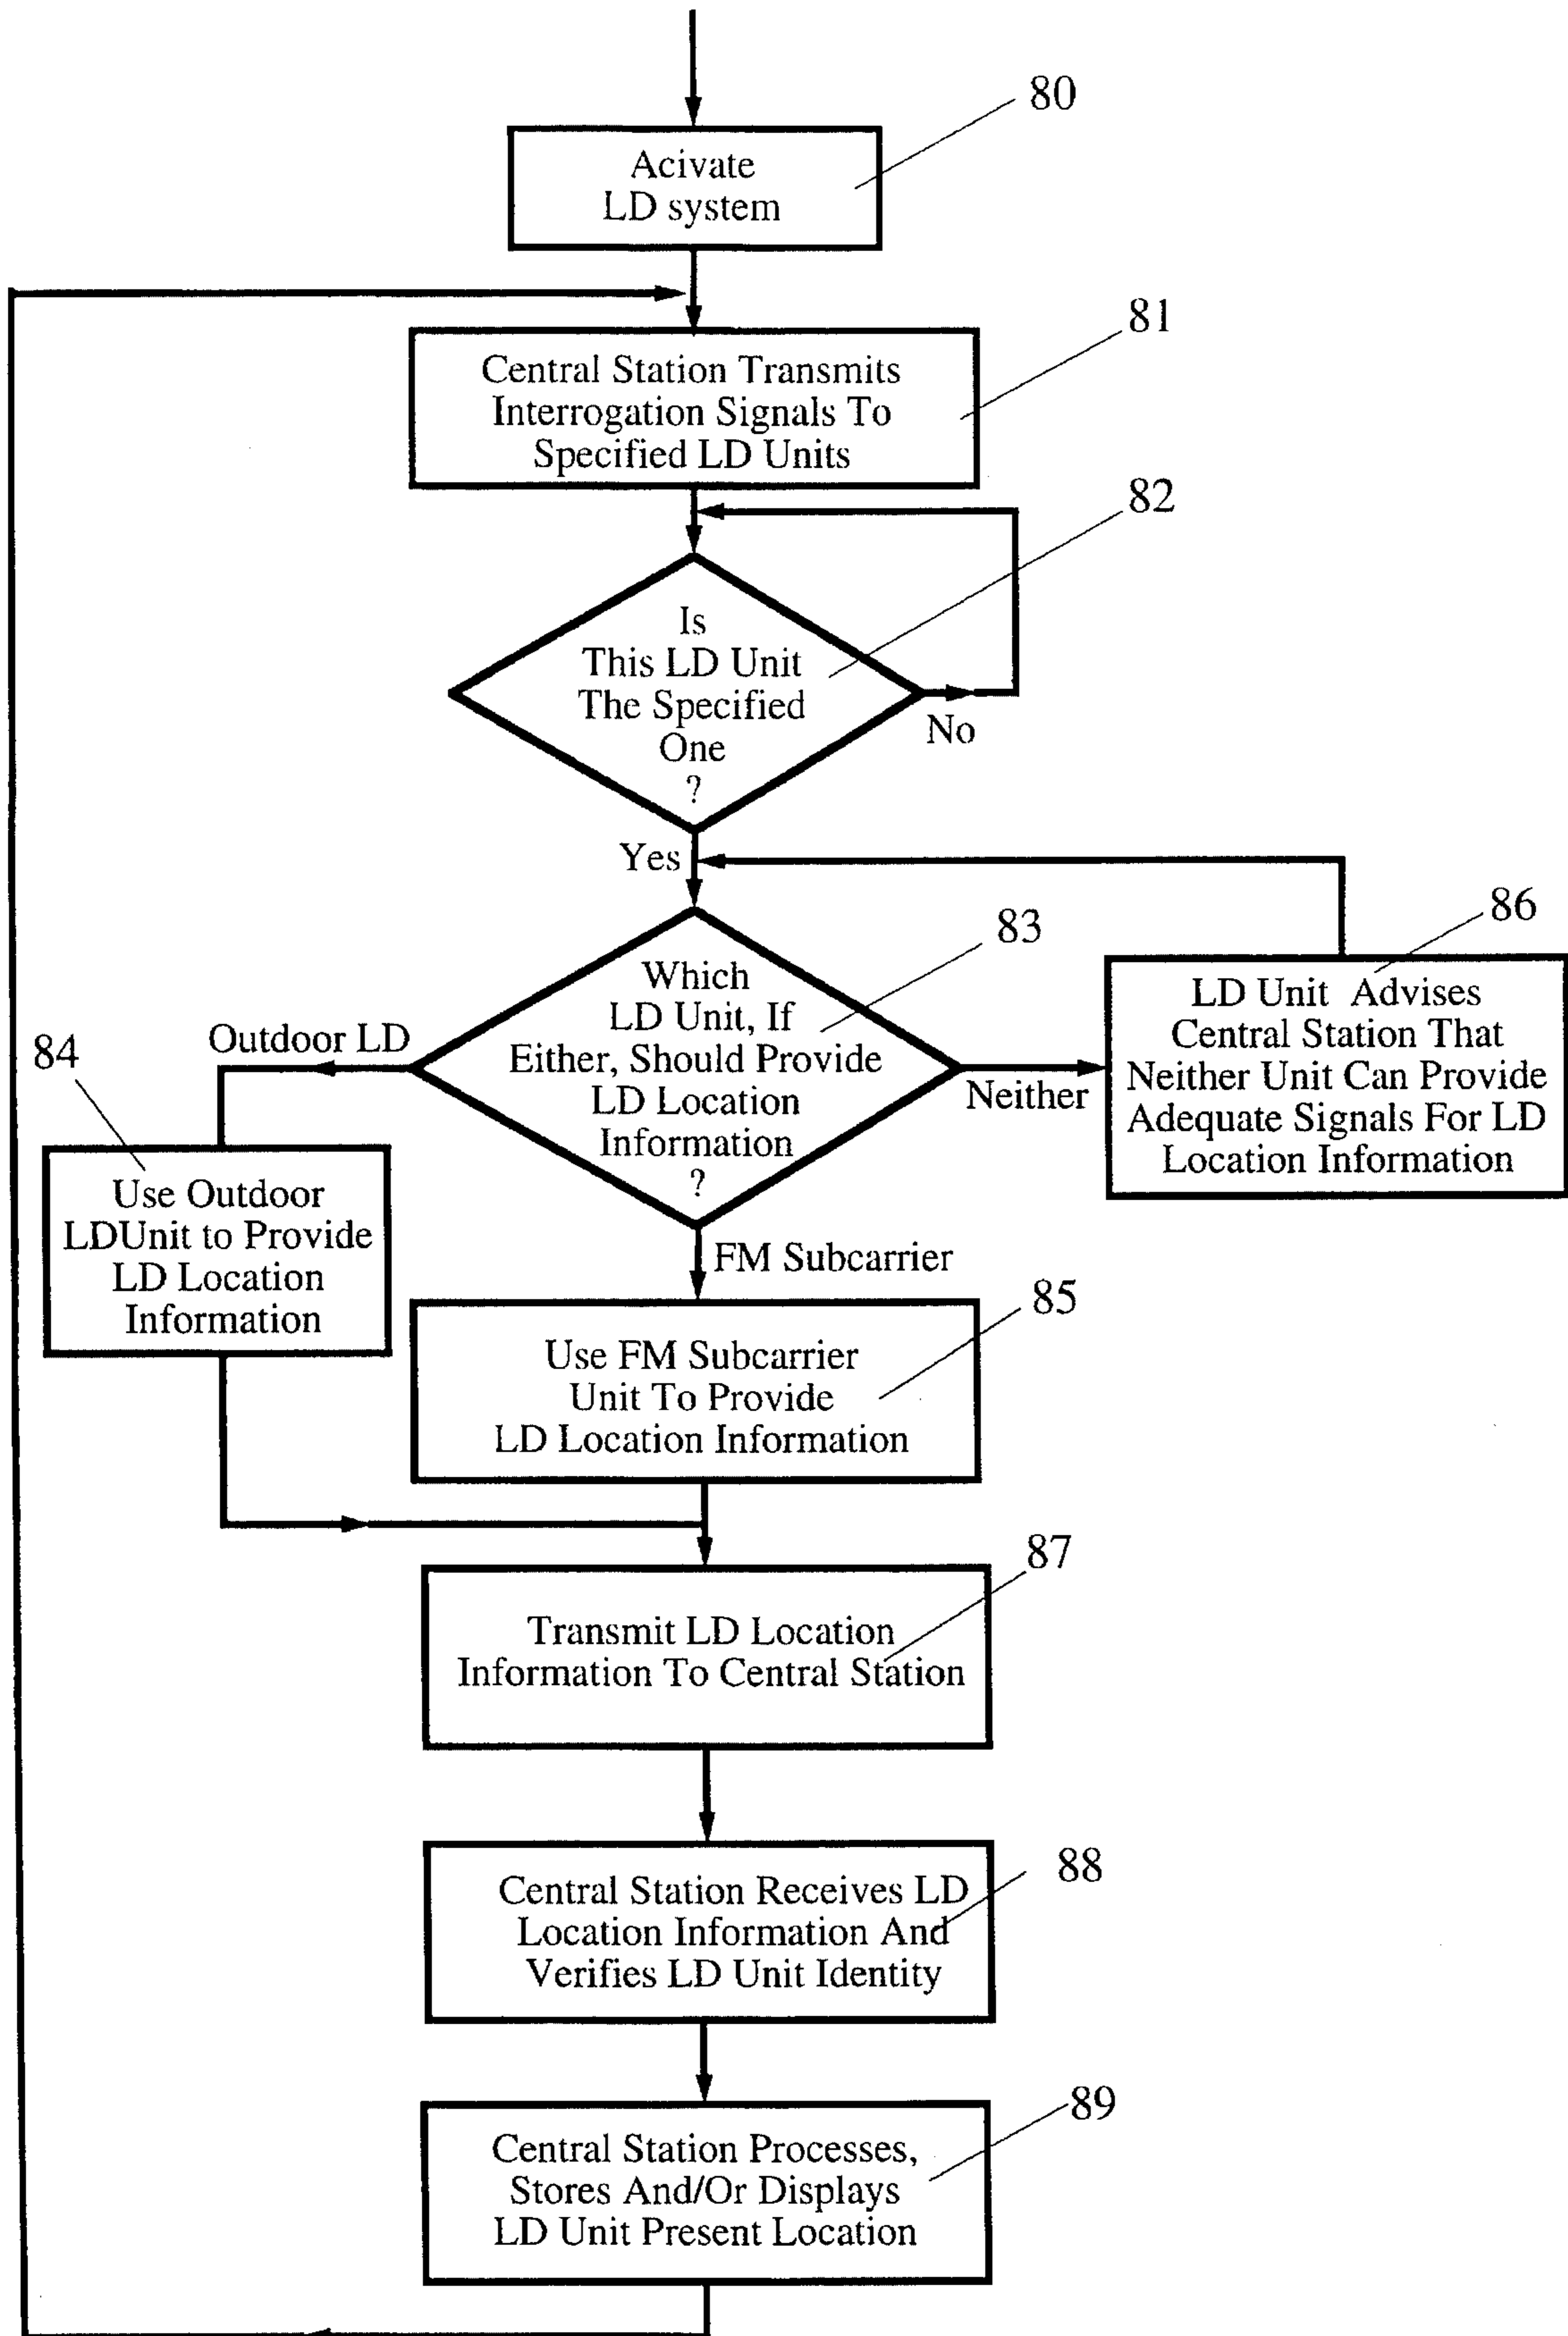 80
Acivate
LD system
81
Central Station Transmits
Interrogation Signals To
Specified LD Units
82
Is
This LD Unit
The Specified
One
?
No
Yes
83
Which
LD Unit, If
Either, Should Provide
LD Location
Information
?
Outdoor LD
Neither
86
LD Unit Advises
Central Station That
Neither Unit Can Provide
Adequate Signals For LD
Location Information
84
Use Outdoor
LDUnit to Provide
LD Location
Information
FM Subcarrier
85
Use FM Subcarrier
Unit To Provide
LD Location Information
87
Transmit LD Location
Information To Central Station
88
Central Station Receives LD
Location Information And
Verifies LD Unit Identity
89
Central Station Processes,
Stores And/Or Displays
LD Unit Present Location